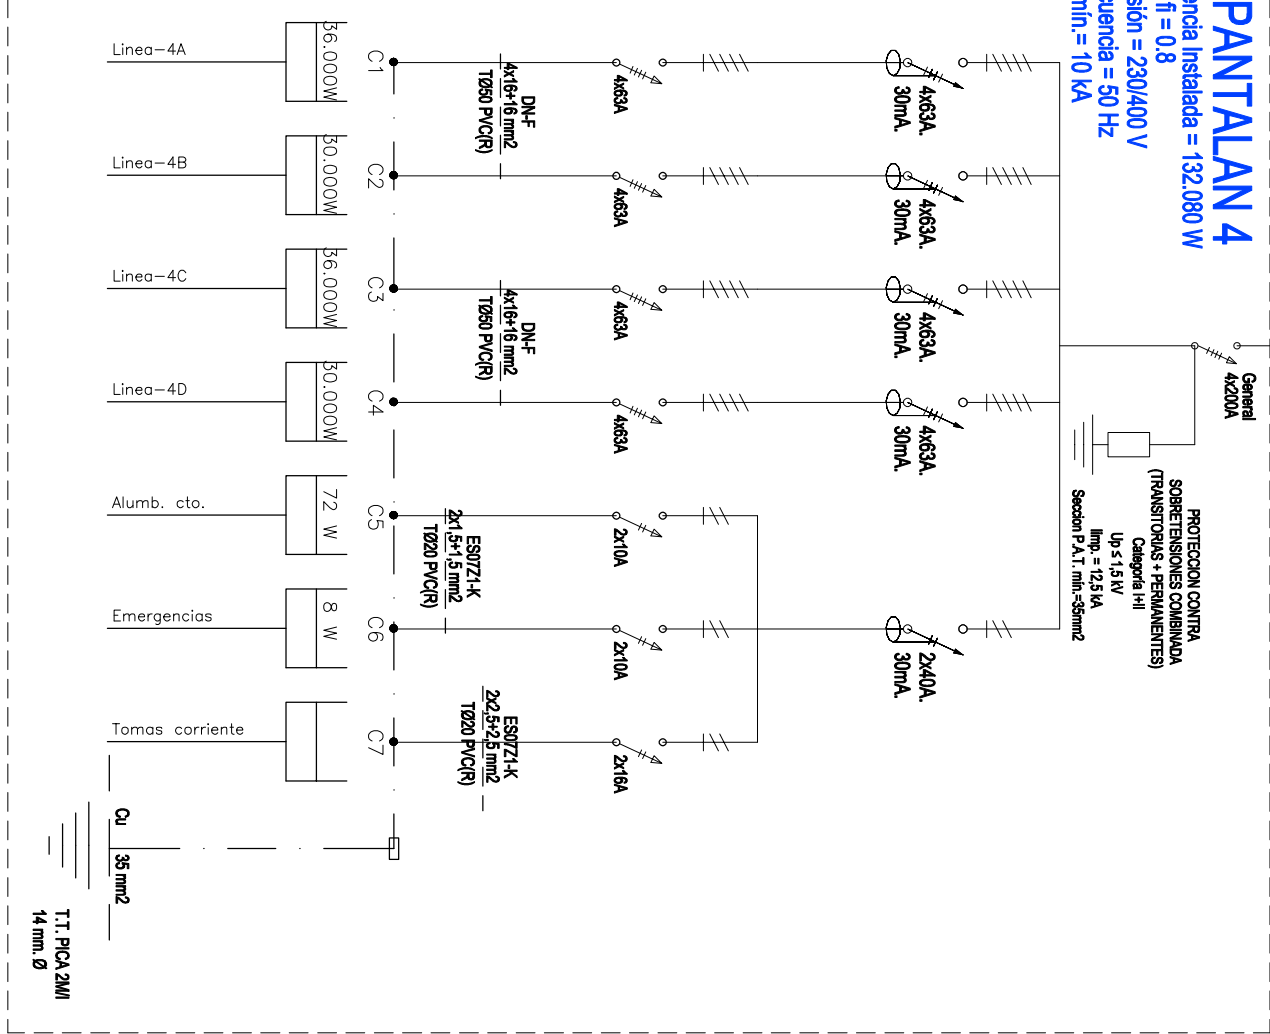 PANTALAN 4
encia Instalada = 132.080 W
fi = 0.8
sión = 230/400 V
cuencia = 50 Hz
mín.= 10 kA
General
4x200A
PROTECCION CONTRA
SOBRETENSIONES COMBINADA
(TRANSITORIAS + PERMANENTES)
Categoría I+II
Up ≤ 1,5 kV
Iimp. = 12,5 kA
Seccion P.A.T. min.=35mm2
4x63A.
30mA.
4x63A.
30mA.
4x63A.
30mA.
4x63A.
30mA.
2x40A.
30mA.
4x63A
4x63A
4x63A
4x63A
2x10A
2x10A
2x16A
DN-F
4x16+16 mm2
TØ50 PVC(R)
DN-F
4x16+16 mm2
TØ50 PVC(R)
ES07Z1-K
2x1,5+1,5 mm2
TØ20 PVC(R)
ES07Z1-K
2x2,5+2,5 mm2
TØ20 PVC(R)
C1
C2
C3
C4
C5
C6
C7
36.000W
30.000W
36.000W
30.000W
72 W
8 W
Linea-4A
Linea-4B
Linea-4C
Linea-4D
Alumb. cto.
Emergencias
Tomas corriente
Cu
35 mm2
T.T. PICA 2M/l
14 mm. Ø